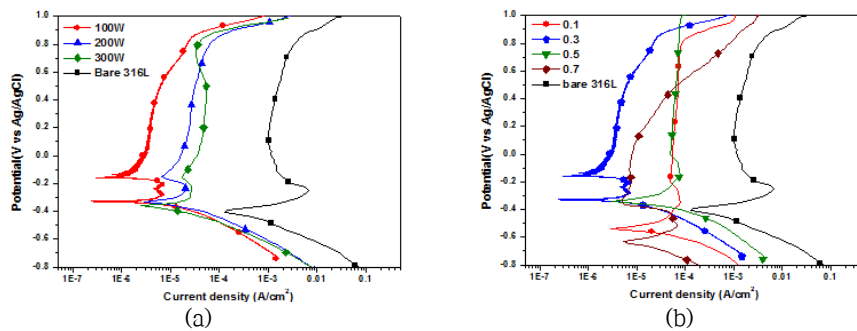 (a)
100W
200W
300W
Bare 316L
Potential(V vs Ag/AgCl)
1.0
0.8
0.6
0.4
0.2
0.0
-0.2
-0.4
-0.6
-0.8
1E-7 1E-6 1E-5 1E-4 1E-3 0.01 0.1
Current density (A/cm²)
(a)
(b)
0.1
0.3
0.5
0.7
bare 316L
Potential (V vs Ag/AgCl)
1.0
0.8
0.6
0.4
0.2
0.0
-0.2
-0.4
-0.6
-0.8
1E-7 1E-6 1E-5 1E-4 1E-3 0.01 0.1
Current density (A/cm²)
(b)